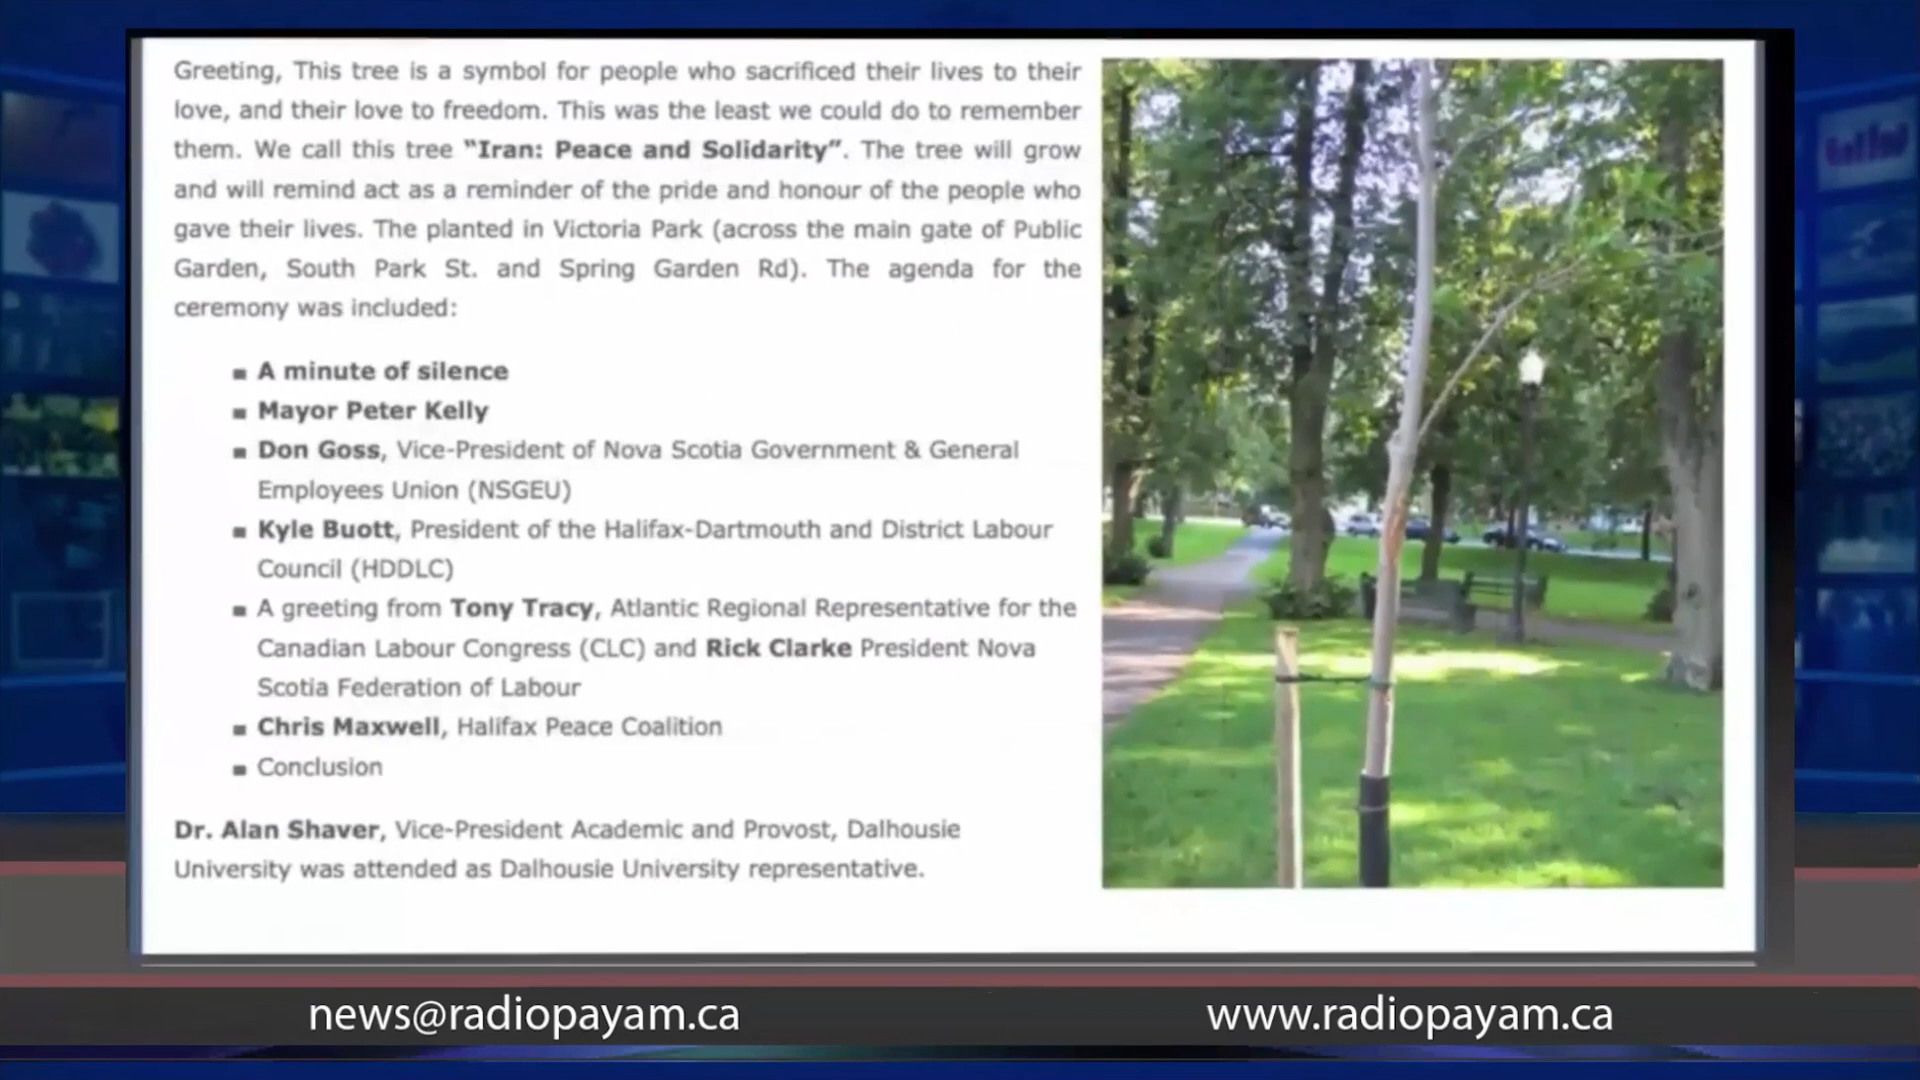 Greeting, This tree is a symbol for people who sacrificed their lives to their
love, and their love to freedom. This was the least we could do to remember
them. We call this tree “Iran: Peace and Solidarity”. The tree will grow
and will remind act as a reminder of the pride and honour of the people who
gave their lives. The planted in Victoria Park (across the main gate of Public
Garden, South Park St. and Spring Garden Rd). The agenda for the
ceremony was included:
▪ A minute of silence
▪ Mayor Peter Kelly
▪ Don Goss, Vice-President of Nova Scotia Government & General
Employees Union (NSGEU)
▪ Kyle Buott, President of the Halifax-Dartmouth and District Labour
Council (HDDLC)
▪ A greeting from Tony Tracy, Atlantic Regional Representative for the
Canadian Labour Congress (CLC) and Rick Clarke President Nova
Scotia Federation of Labour
▪ Chris Maxwell, Halifax Peace Coalition
▪ Conclusion
Dr. Alan Shaver, Vice-President Academic and Provost, Dalhousie
University was attended as Dalhousie University representative.
news@radiopayam.ca
www.radiopayam.ca